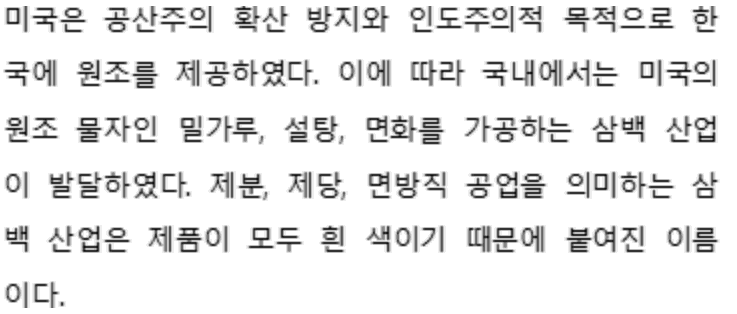 미국은 공산주의 확산 방지와 인도주의적 목적으로 한
국에 원조를 제공하였다. 이에 따라 국내에서는 미국의
원조 물자인 밀가루, 설탕, 면화를 가공하는 삼백 산업
이 발달하였다. 제분, 제당, 면방직 공업을 의미하는 삼
백 산업은 제품이 모두 흰 색이기 때문에 붙여진 이름
이다.